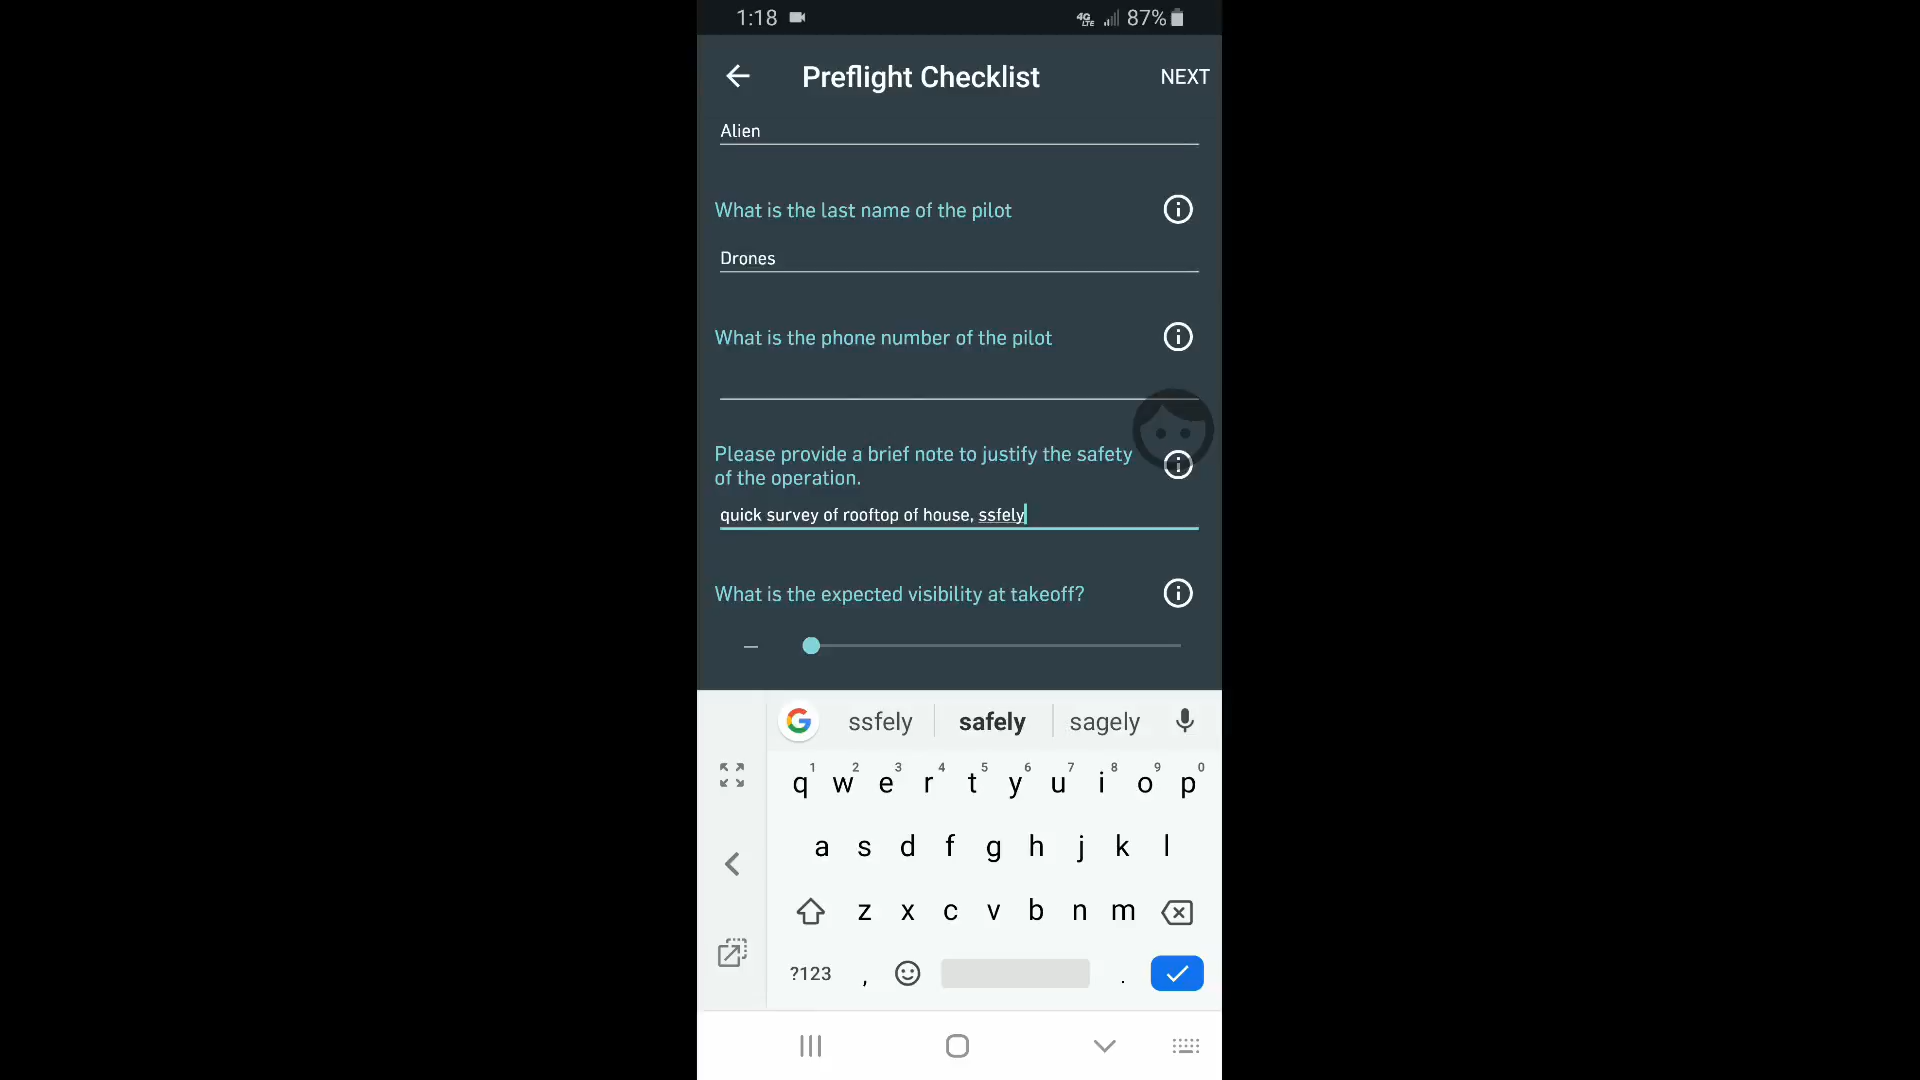 1:18 4G LTE 87%
Preflight Checklist NEXT
Alien
What is the last name of the pilot
Drones
What is the phone number of the pilot
Please provide a brief note to justify the safety
of the operation.
quick survey of rooftop of house, ssfely
What is the expected visibility at takeoff?
ssfely safely sagely
1 2 3 4 5 6 7 8 9 0
q w e r t y u i o p
a s d f g h j k l
z x c v b n m
?123 , .